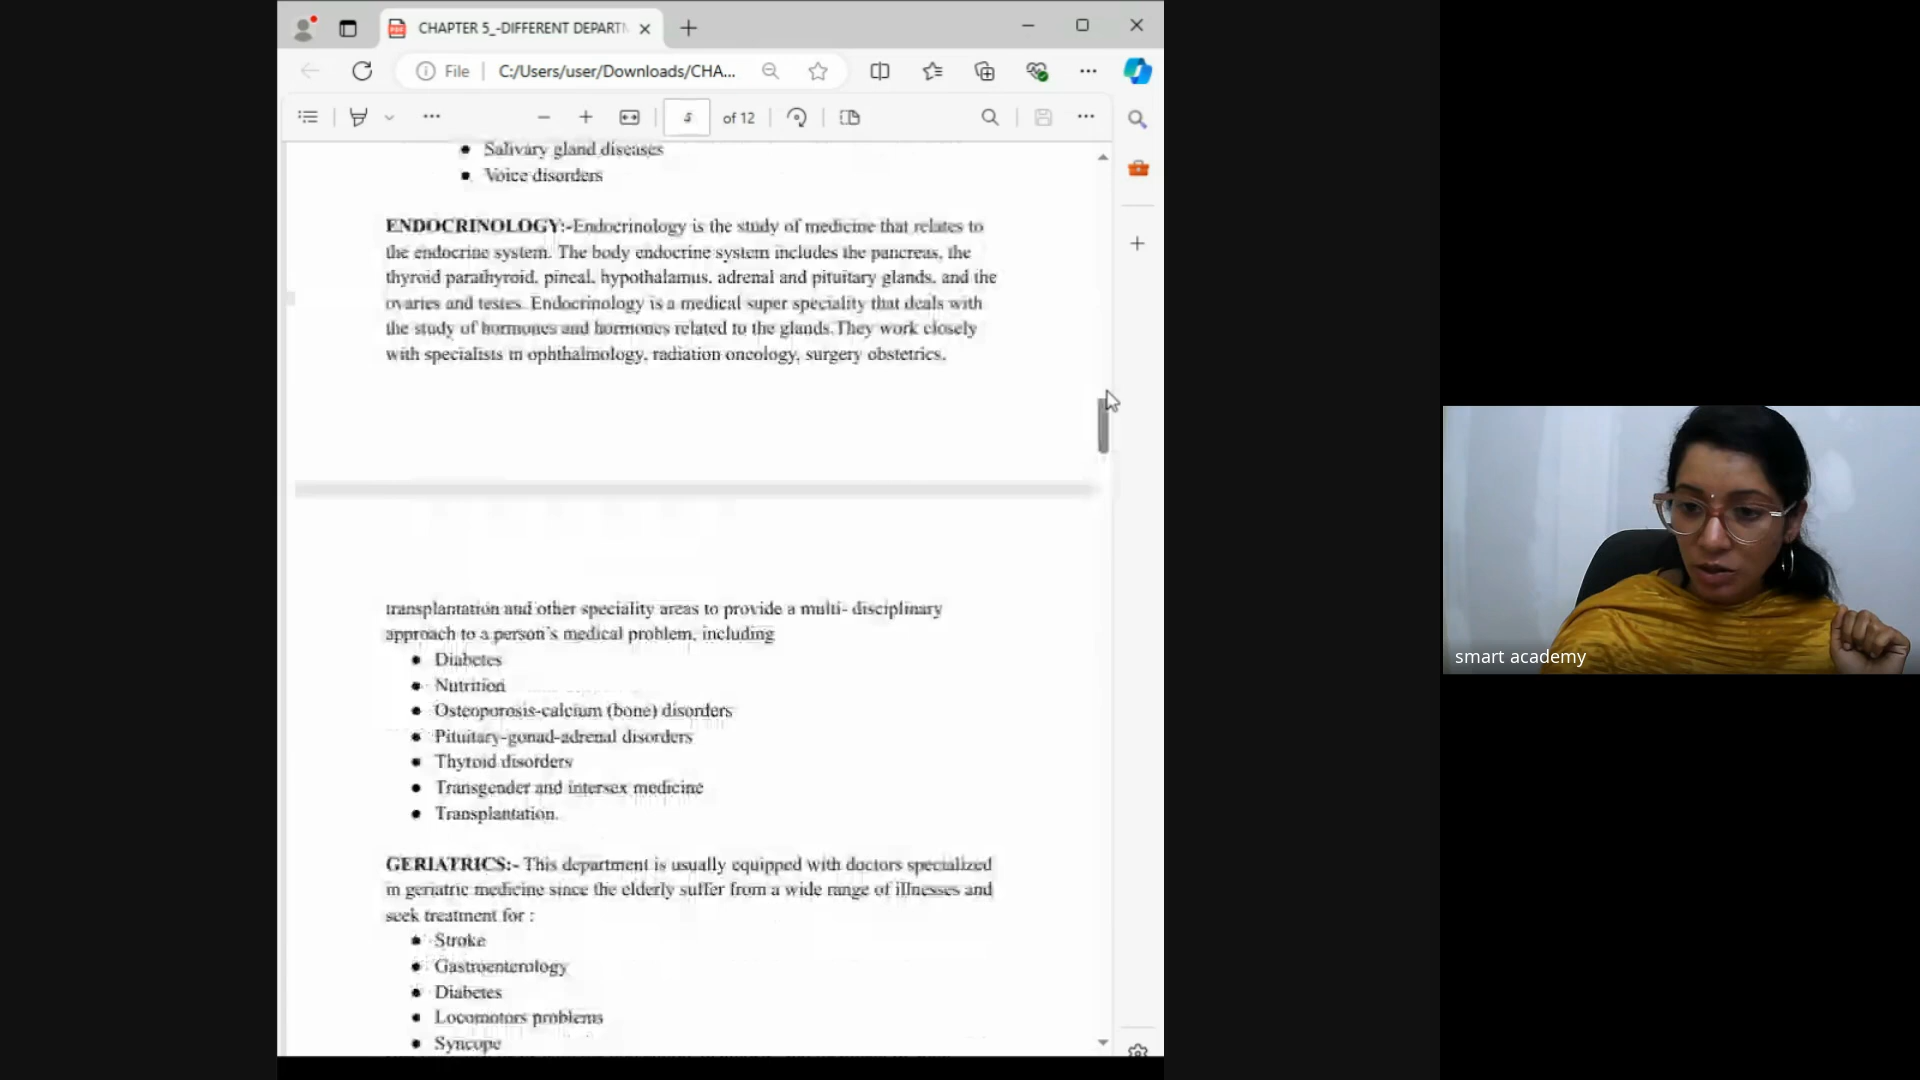 CHAPTER 5_-DIFFERENT DEPART
File
C:/Users/user/Downloads/CHA...
5
of 12
Salivary gland diseases
Voice disorders
ENDOCRINOLOGY:-Endocrinology is the study of medicine that relates to
the endocrine system. The body endocrine system includes the pancreas, the
thyroid parathyroid, pineal, hypothalamus, adrenal and pituitary glands, and the
ovaries and testes. Endocrinology is a medical super speciality that deals with
the study of hormones and hormones related to the glands.They work closely
with specialists in ophthalmology, radiation oncology, surgery obstetrics.
transplantation and other speciality areas to provide a multi- disciplinary
approach to a person's medical problem, including
Diabetes
Nutrition
Osteoporosis-calcium (bone) disorders
Pituitary-gonad-adrenal disorders
Thyroid disorders
Transgender and intersex medicine
Transplantation.
GERIATRICS:- This department is usually equipped with doctors specialized
in geriatric medicine since the elderly suffer from a wide range of illnesses and
seek treatment for :
Stroke
Gastroenterology
Diabetes
Locomotors problems
Syncope
smart academy